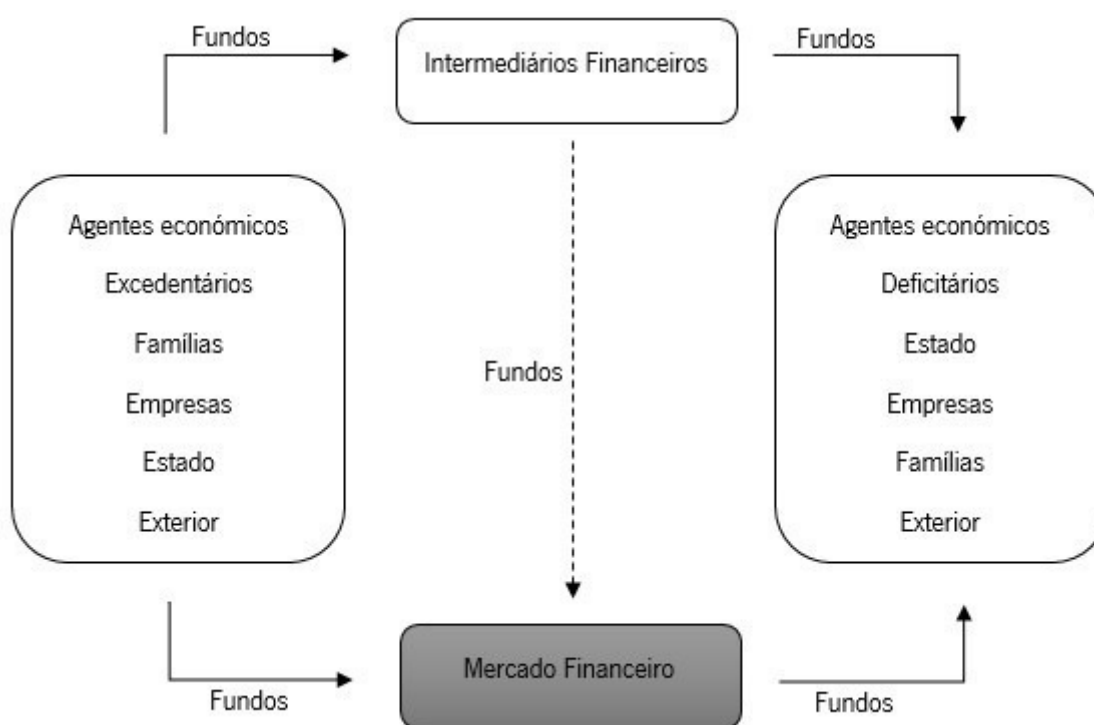 Fundos
Intermediários Financeiros
Fundos
Agentes económicos
Excedentários
Famílias
Empresas
Estado
Exterior
Fundos
Agentes económicos
Deficitários
Estado
Empresas
Famílias
Exterior
Mercado Financeiro
Fundos
Fundos